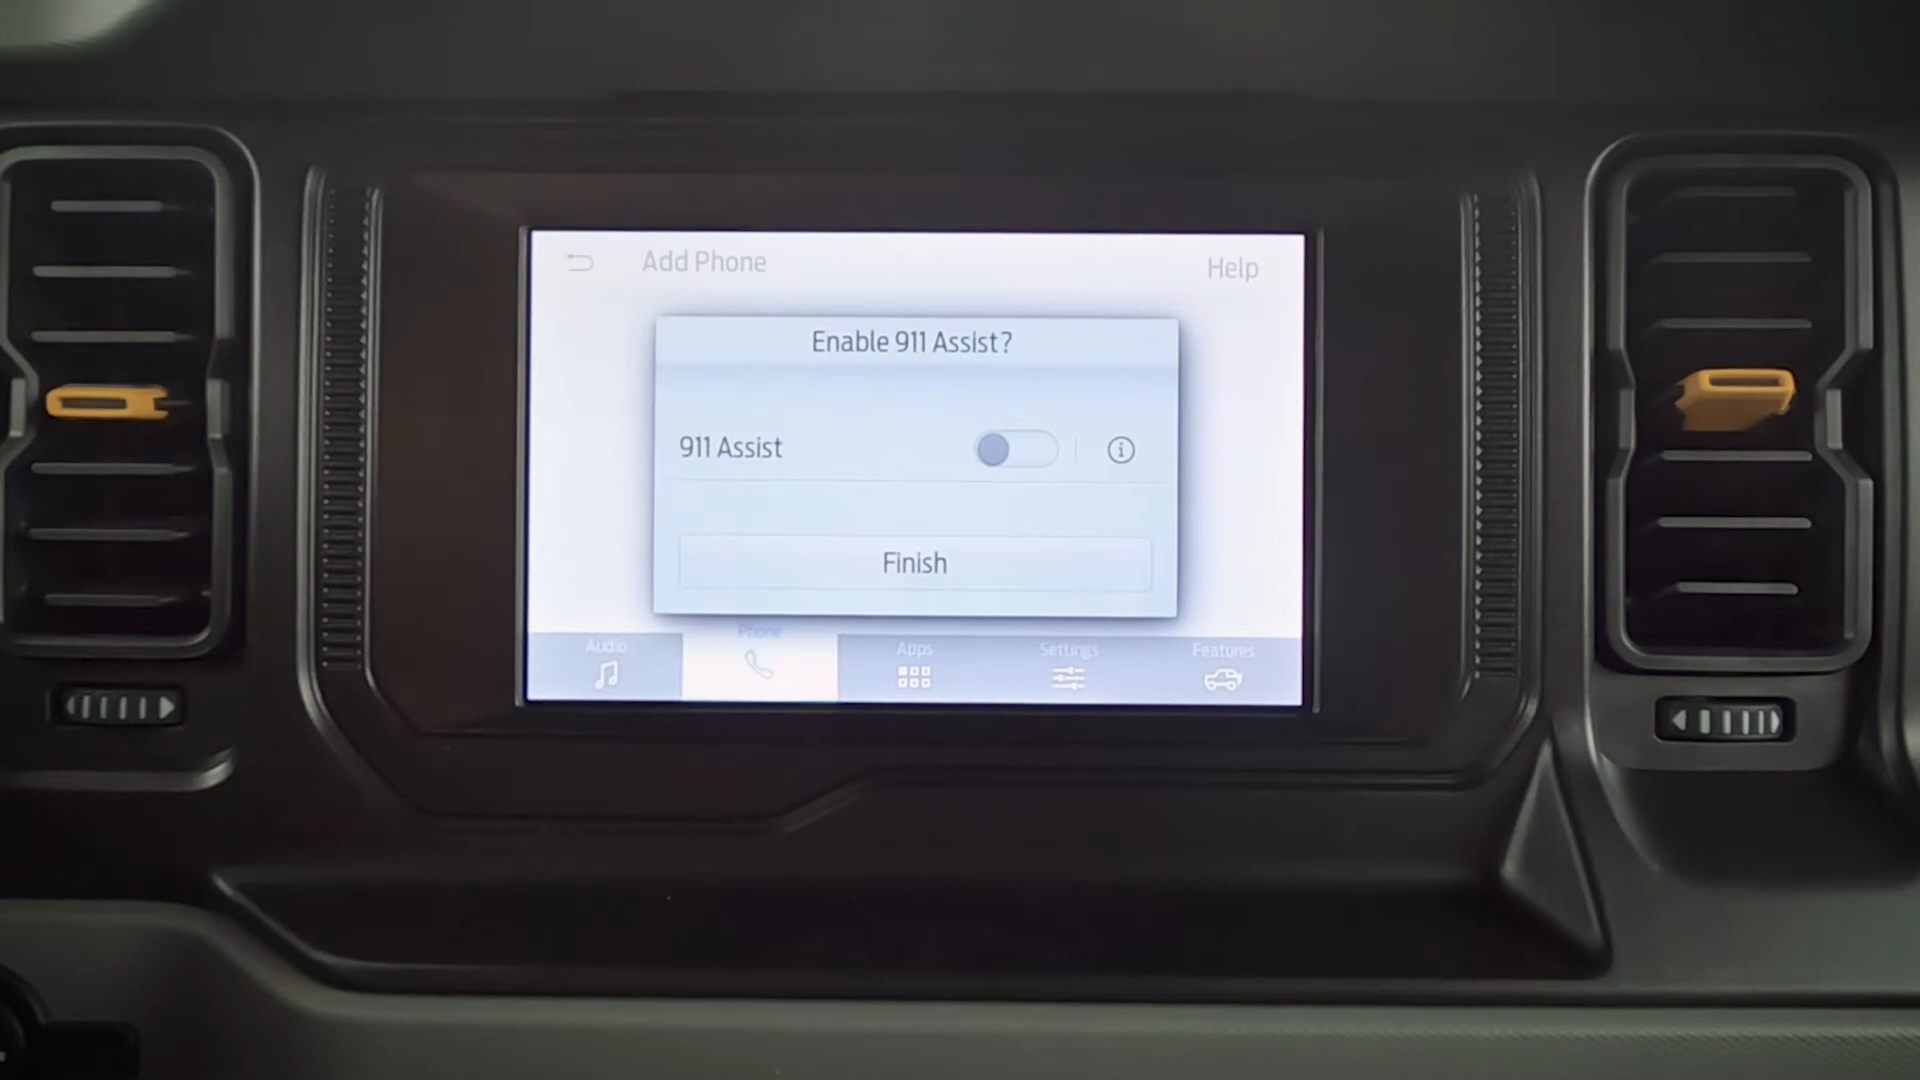 Add Phone
Help
Enable 911 Assist?
911 Assist
Finish
Audio
Phone
Apps
Settings
Features